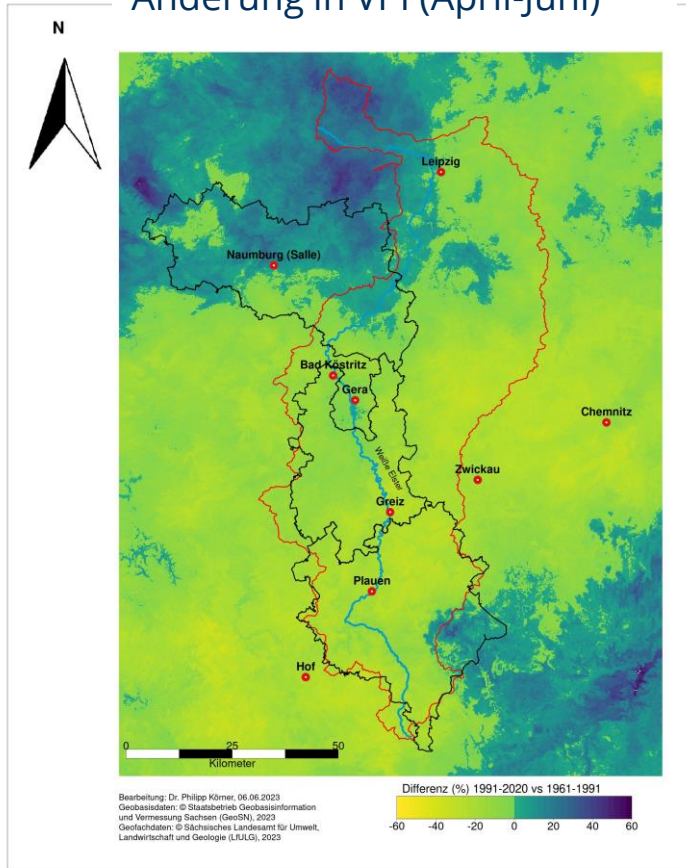 Änderung in VPI (April-Juni)
N
Leipzig
Naumburg (Salle)
Bad Köstritz
Gera
Chemnitz
Weiße Elster
Zwickau
Greiz
Plauen
Hof
0 25 50
Kilometer
Bearbeitung: Dr. Philipp Körner, 06.06.2023
Geobasisdaten: © Staatsbetrieb Geobasisinformation
und Vermessung Sachsen (GeoSN), 2023
Geofachdaten: © Sächsisches Landesamt für Umwelt,
Landwirtschaft und Geologie (LfULG), 2023
Differenz (%) 1991-2020 vs 1961-1991
-60 -40 -20 0 20 40 60